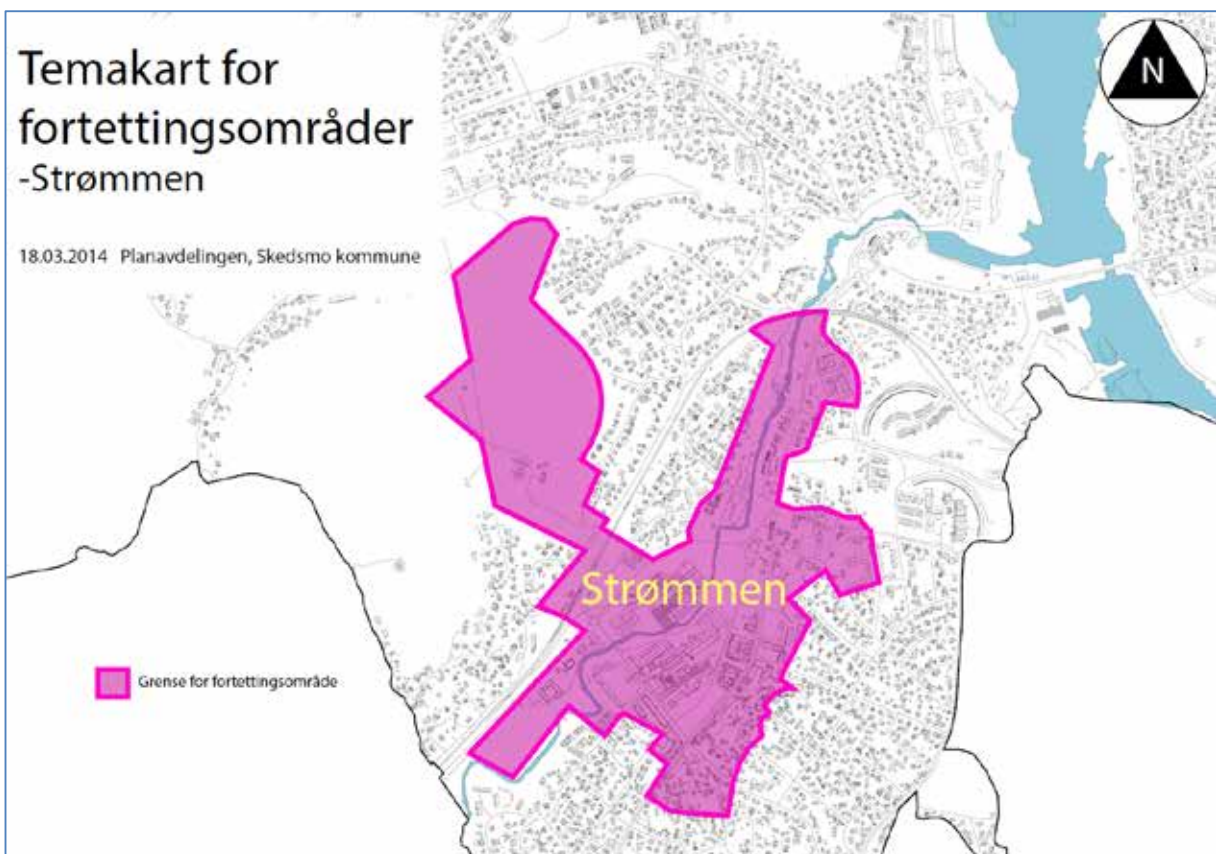 Temakart for
fortettingsområder
-Strømmen
18.03.2014 Planavdelingen, Skedsmo kommune
N
Strømmen
Grense for fortettingsområde